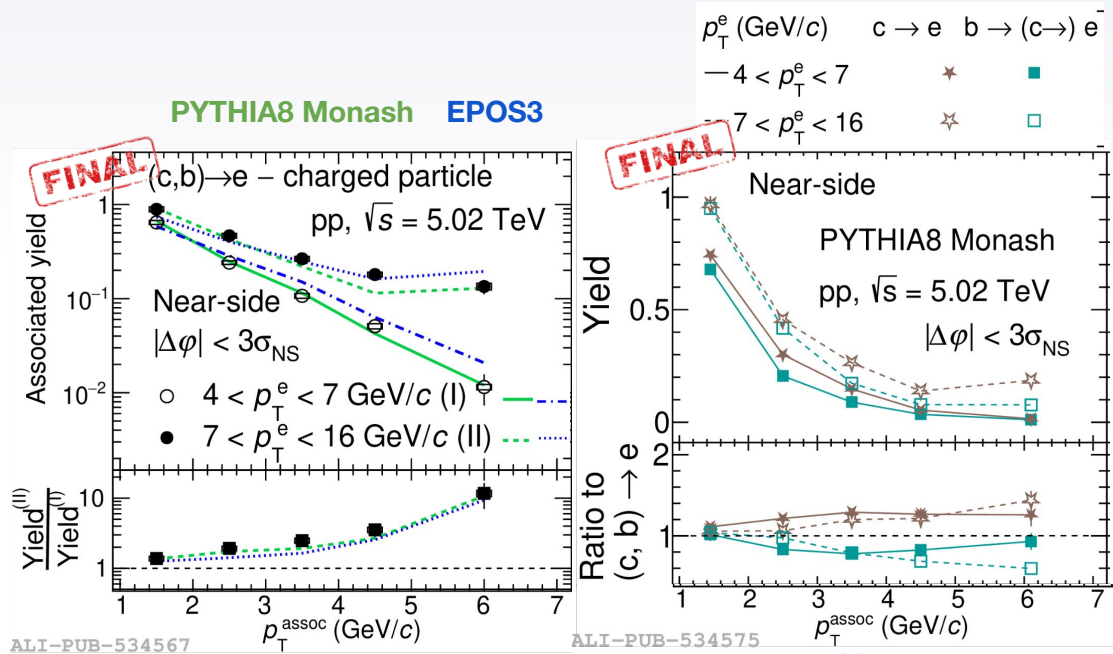 p_T^e (GeV/c) c → e b → (c→) e
4 < p_T^e < 7
7 < p_T^e < 16
PYTHIA8 Monash EPOS3
FINAL
(c,b)→e – charged particle
pp, √s = 5.02 TeV
Near-side
|Δφ| < 3σ_NS
4 < p_T^e < 7 GeV/c (I)
7 < p_T^e < 16 GeV/c (II)
Associated yield
1
10^−1
10^−2
Yield^(II)
Yield^(I)
10
1
1 2 3 4 5 6 7
p_T^assoc (GeV/c)
ALI-PUB-534567
FINAL
Near-side
PYTHIA8 Monash
pp, √s = 5.02 TeV
|Δφ| < 3σ_NS
Yield
1
0.5
0
Ratio to
(c, b) → e
2
1
1 2 3 4 5 6 7
p_T^assoc (GeV/c)
ALI-PUB-534575